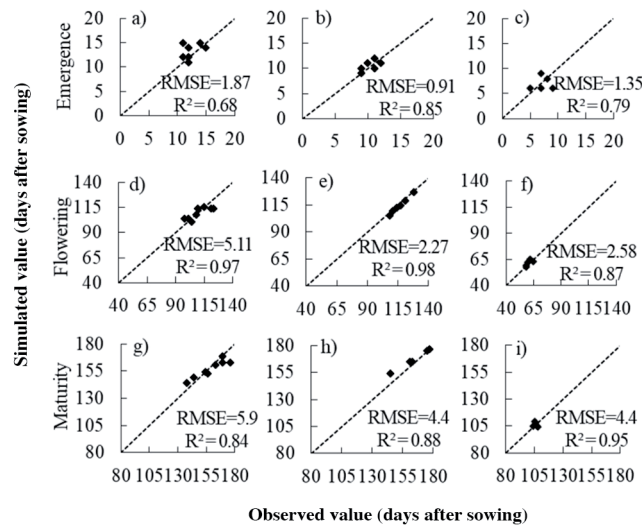 Simulated value (days after sowing)
Emergence
a)
20
15
10
5
0
RMSE=1.87
R²=0.68
0 5 10 15 20
b)
20
15
10
5
0
RMSE=0.91
R²=0.85
0 5 10 15 20
c)
20
15
10
5
0
RMSE=1.35
R²=0.79
0 5 10 15 20
Flowering
d)
140
115
90
65
40
RMSE=5.11
R²=0.97
40 65 90 115 140
e)
140
115
90
65
40
RMSE=2.27
R²=0.98
40 65 90 115 140
f)
140
115
90
65
40
RMSE=2.58
R²=0.87
40 65 90 115 140
Maturity
g)
180
155
130
105
80
RMSE=5.9
R²=0.84
80 105 130 155 180
h)
180
155
130
105
80
RMSE=4.4
R²=0.88
80 105 130 155 180
i)
180
155
130
105
80
RMSE=4.4
R²=0.95
80 105 130 155 180
Observed value (days after sowing)